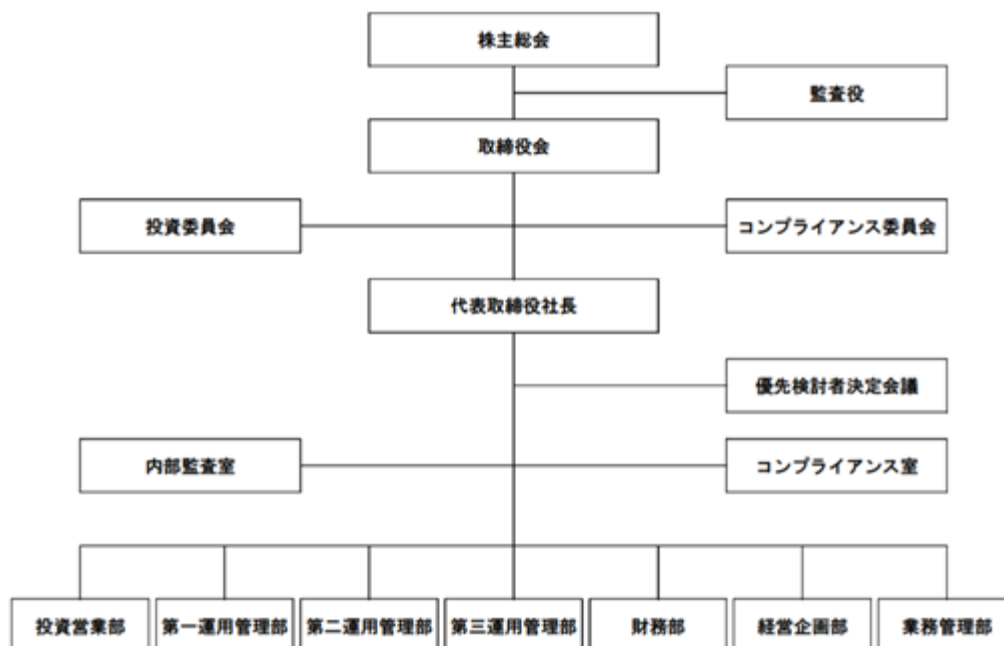 株主総会
監査役
取締役会
投資委員会
コンプライアンス委員会
代表取締役社長
優先検討者決定会議
内部監査室
コンプライアンス室
投資営業部
第一運用管理部
第二運用管理部
第三運用管理部
財務部
経営企画部
業務管理部